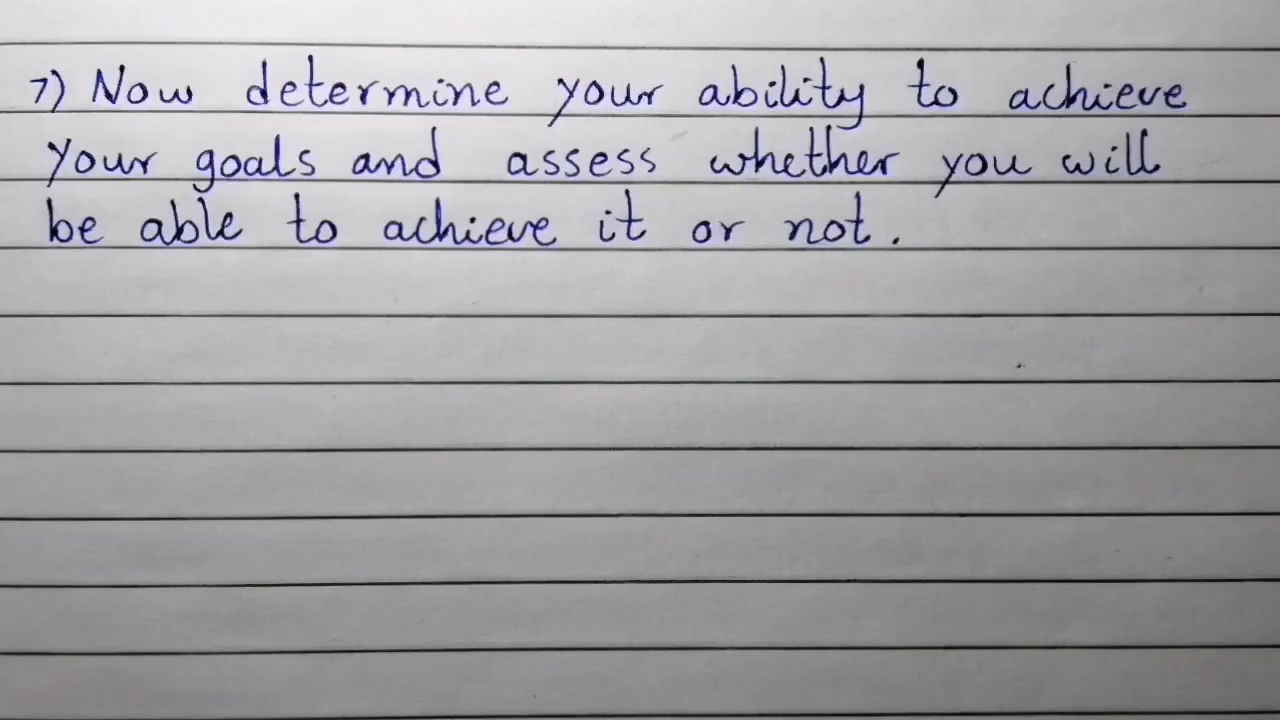 7) Now determine your ability to achieve
your goals and assess whether you will
be able to achieve it or not.